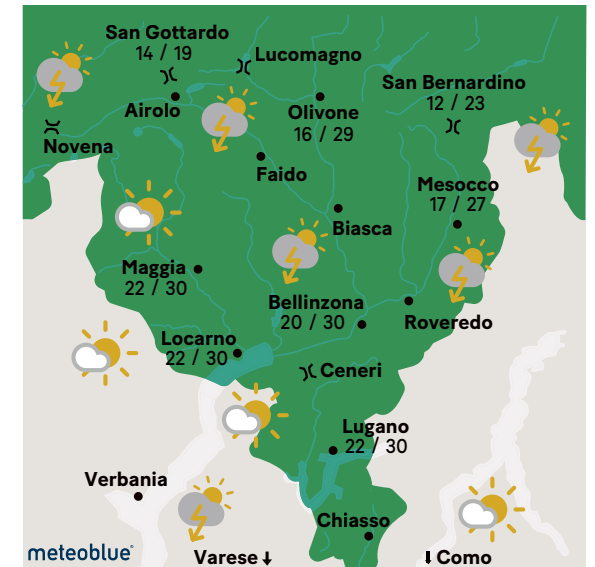 San Gottardo
14 / 19
Lucomagno
San Bernardino
12 / 23
Airolo
Olivone
16 / 29
Novena
Faido
Mesocco
17 / 27
Biasca
Maggia
22 / 30
Bellinzona
20 / 30
Roveredo
Locarno
22 / 30
Ceneri
Lugano
22 / 30
Verbania
Chiasso
meteoblue®
Varese ↓
↓ Como